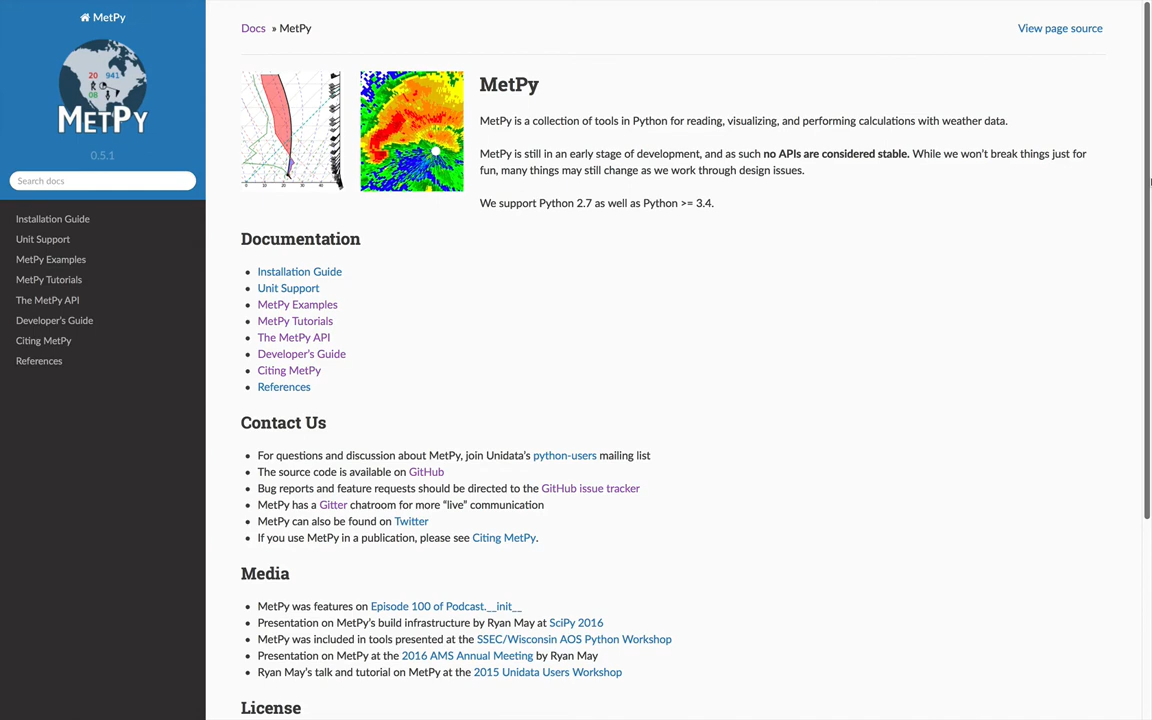 MetPy
20 941
08
METPY
0.5.1
Search docs
Installation Guide
Unit Support
MetPy Examples
MetPy Tutorials
The MetPy API
Developer's Guide
Citing MetPy
References
Docs » MetPy
View page source
0 10 20 30 40
MetPy
MetPy is a collection of tools in Python for reading, visualizing, and performing calculations with weather data.
MetPy is still in an early stage of development, and as such no APIs are considered stable. While we won't break things just for
fun, many things may still change as we work through design issues.
We support Python 2.7 as well as Python >= 3.4.
Documentation
• Installation Guide
• Unit Support
• MetPy Examples
• MetPy Tutorials
• The MetPy API
• Developer's Guide
• Citing MetPy
• References
Contact Us
• For questions and discussion about MetPy, join Unidata's python-users mailing list
• The source code is available on GitHub
• Bug reports and feature requests should be directed to the GitHub issue tracker
• MetPy has a Gitter chatroom for more “live” communication
• MetPy can also be found on Twitter
• If you use MetPy in a publication, please see Citing MetPy.
Media
• MetPy was features on Episode 100 of Podcast.__init__
• Presentation on MetPy's build infrastructure by Ryan May at SciPy 2016
• MetPy was included in tools presented at the SSEC/Wisconsin AOS Python Workshop
• Presentation on MetPy at the 2016 AMS Annual Meeting by Ryan May
• Ryan May's talk and tutorial on MetPy at the 2015 Unidata Users Workshop
License